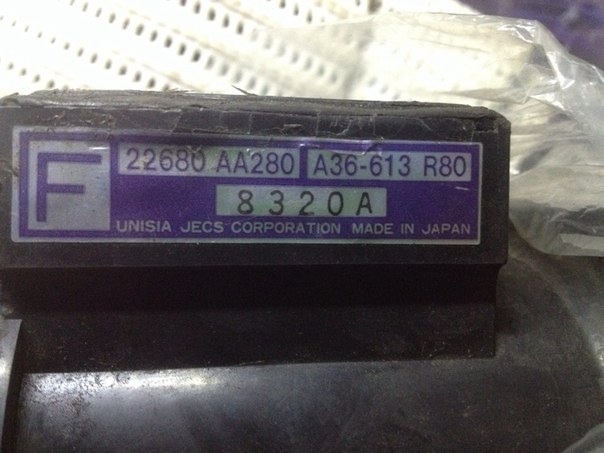 F
22680 AA280 A36-613 R80
8320A
UNISIA JECS CORPORATION MADE IN JAPAN